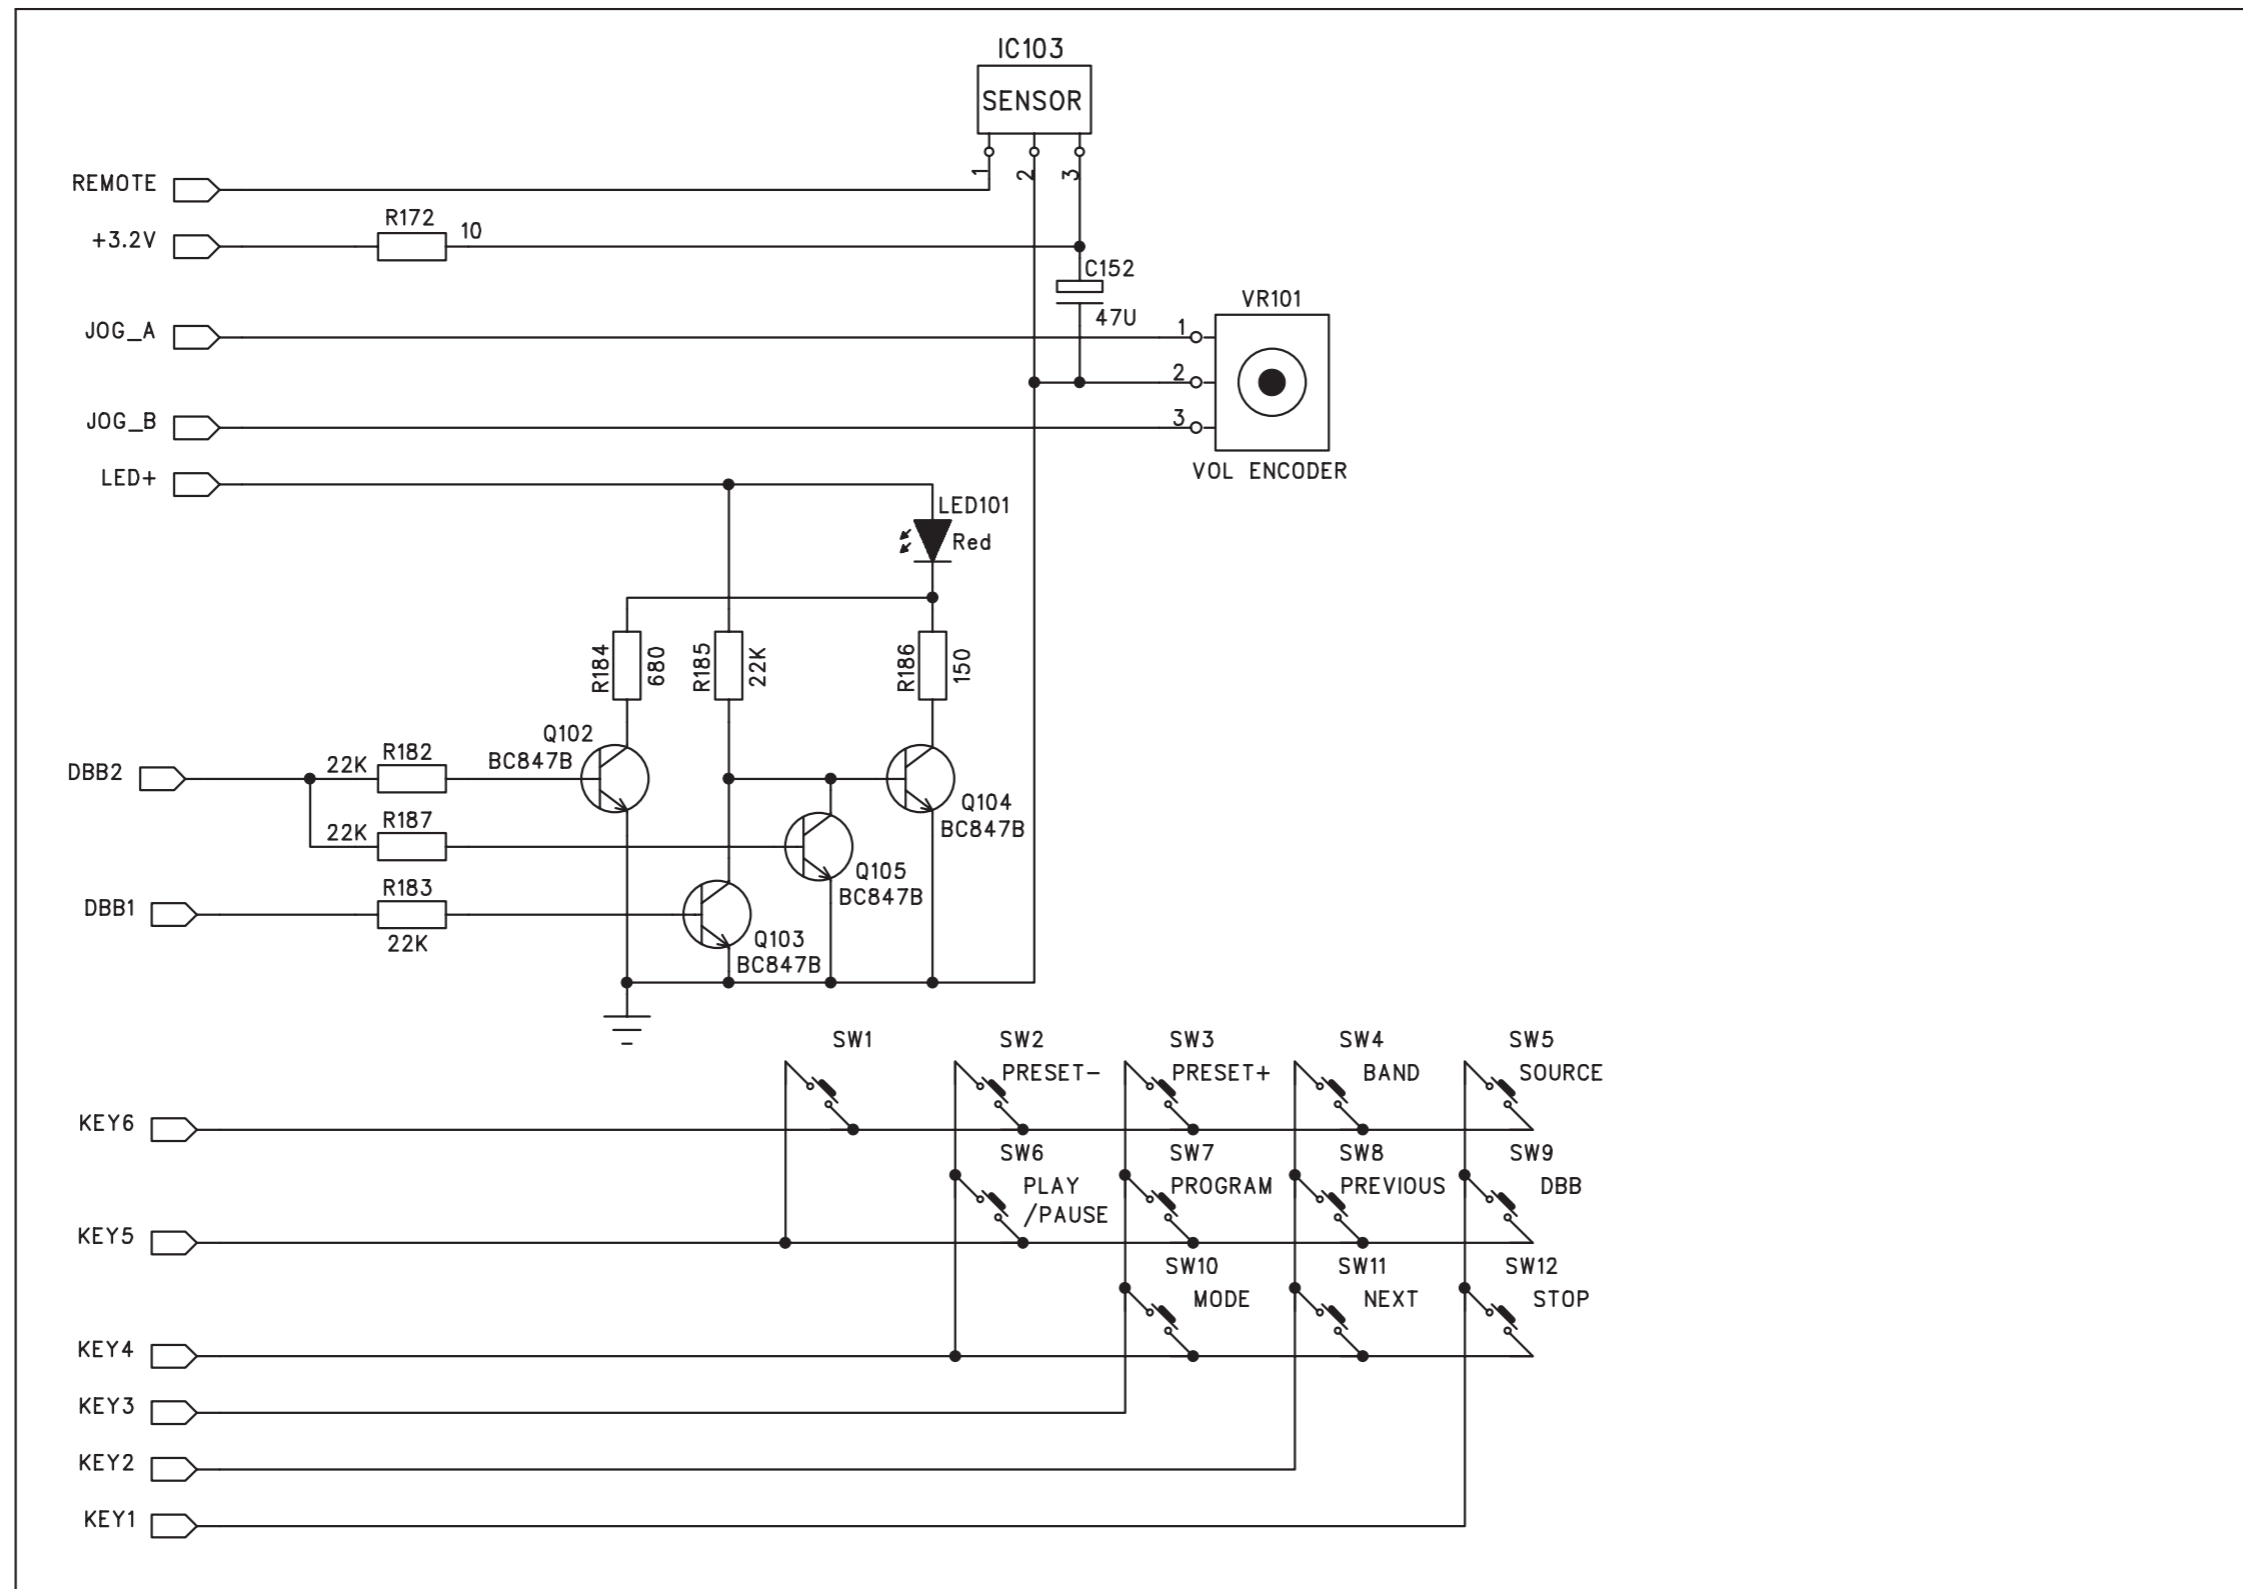 IC103
SENSOR
1
2
3
REMOTE
R172
10
+3.2V
C152
47U
VR101
JOG_A
1
2
JOG_B
3
VOL ENCODER
LED+
LED101
Red
R184
680
R185
22K
R186
150
Q102
BC847B
DBB2
22K
R182
Q104
BC847B
22K
R187
Q105
BC847B
DBB1
R183
22K
Q103
BC847B
SW1
SW2
SW3
SW4
SW5
PRESET-
PRESET+
BAND
SOURCE
KEY6
SW6
SW7
SW8
SW9
PLAY
/PAUSE
PROGRAM
PREVIOUS
DBB
KEY5
SW10
SW11
SW12
MODE
NEXT
STOP
KEY4
KEY3
KEY2
KEY1